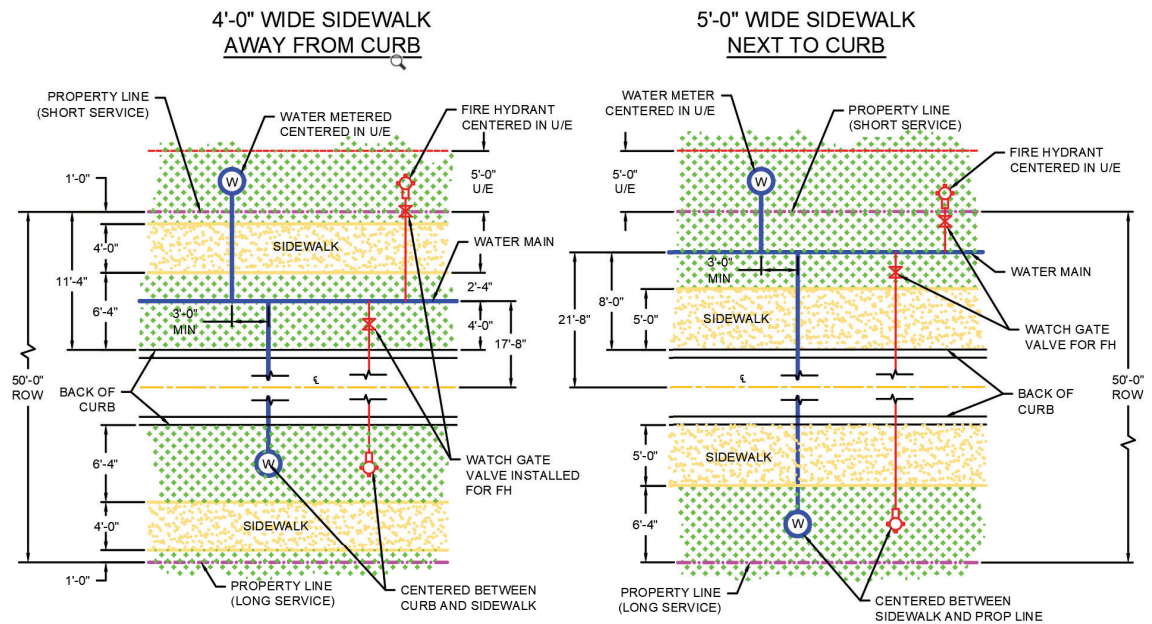 4'-0" WIDE SIDEWALK
AWAY FROM CURB
PROPERTY LINE
(SHORT SERVICE)
WATER METERED
CENTERED IN U/E
FIRE HYDRANT
CENTERED IN U/E
1'-0"
5'-0"
U/E
4'-0"
SIDEWALK
WATER MAIN
11'-4"
2'-4"
6'-4"
3'-0"
MIN
4'-0"
17'-8"
50'-0"
ROW
BACK OF
CURB
℄
6'-4"
W
W
WATCH GATE
VALVE INSTALLED
FOR FH
4'-0"
SIDEWALK
1'-0"
PROPERTY LINE
(LONG SERVICE)
CENTERED BETWEEN
CURB AND SIDEWALK
5'-0" WIDE SIDEWALK
NEXT TO CURB
WATER METER
CENTERED IN U/E
PROPERTY LINE
(SHORT SERVICE)
FIRE HYDRANT
CENTERED IN U/E
5'-0"
U/E
W
WATER MAIN
3'-0"
MIN
8'-0"
21'-8"
5'-0"
SIDEWALK
WATCH GATE
VALVE FOR FH
℄
BACK OF
CURB
50'-0"
ROW
5'-0"
SIDEWALK
6'-4"
W
PROPERTY LINE
(LONG SERVICE)
CENTERED BETWEEN
SIDEWALK AND PROP LINE